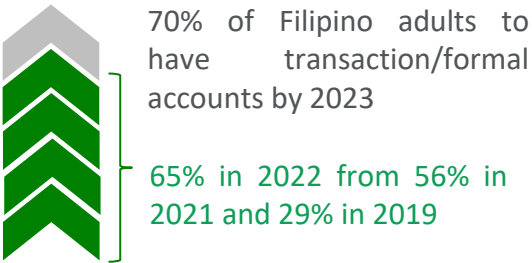 70% of Filipino adults to
have transaction/formal
accounts by 2023
65% in 2022 from 56% in
2021 and 29% in 2019